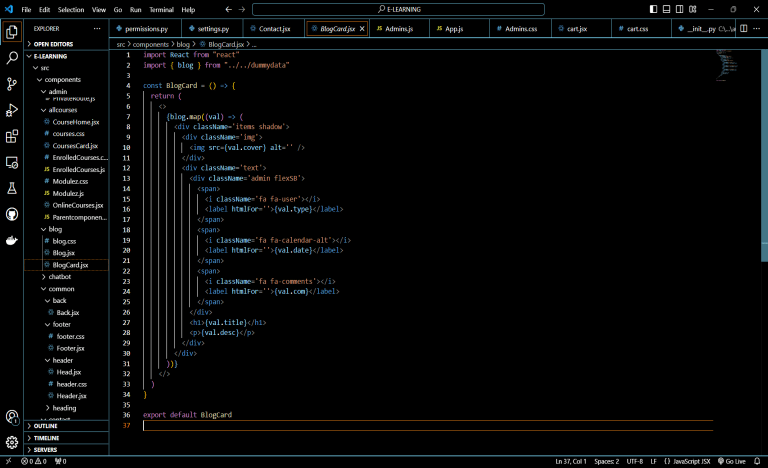 File Edit Selection View Go Run Terminal Help
E-LEARNING
EXPLORER
permissions.py settings.py Contact.jsx BlogCard.jsx Admins.js App.js Admins.css cart.jsx cart.css __init__.py C:\...\
src > components > blog > BlogCard.jsx > ...
OPEN EDITORS
E-LEARNING
src
components
admin
PrivateRoute.js
allcourses
CourseHome.jsx
courses.css
CoursesCard.jsx
EnrolledCourses.c...
EnrolledCourses.js
Modulez.css
Modulez.js
OnlineCourses.jsx
Parentcomponen...
blog
blog.css
Blog.jsx
BlogCard.jsx
chatbot
common
back
Back.jsx
footer
footer.css
Footer.jsx
header
Head.jsx
header.css
Header.jsx
heading
contact
OUTLINE
TIMELINE
SERVERS
1 import React from "react"
2 import { blog } from "../../dummydata"
3
4 const BlogCard = () => {
5 return (
6 <>
7 {blog.map((val) => (
8 <div className='items shadow'>
9 <div className='img'>
10 <img src={val.cover} alt='' />
11 </div>
12 <div className='text'>
13 <div className='admin flexSB'>
14 <span>
15 <i className='fa fa-user'></i>
16 <label htmlFor=''>{val.type}</label>
17 </span>
18 <span>
19 <i className='fa fa-calendar-alt'></i>
20 <label htmlFor=''>{val.date}</label>
21 </span>
22 <span>
23 <i className='fa fa-comments'></i>
24 <label htmlFor=''>{val.com}</label>
25 </span>
26 </div>
27 <h1>{val.title}</h1>
28 <p>{val.desc}</p>
29 </div>
30 </div>
31 ))}
32 </>
33 )
34 }
35
36 export default BlogCard
37
0 0 0 Ln 37, Col 1 Spaces: 2 UTF-8 LF {} JavaScript JSX Go Live